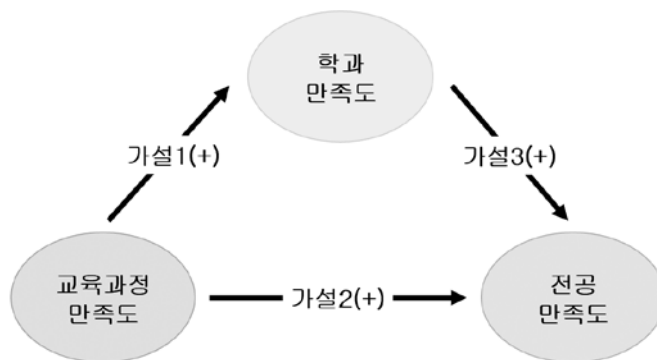 학과
만족도
가설1(+)
가설3(+)
교육과정
만족도
가설2(+)
전공
만족도